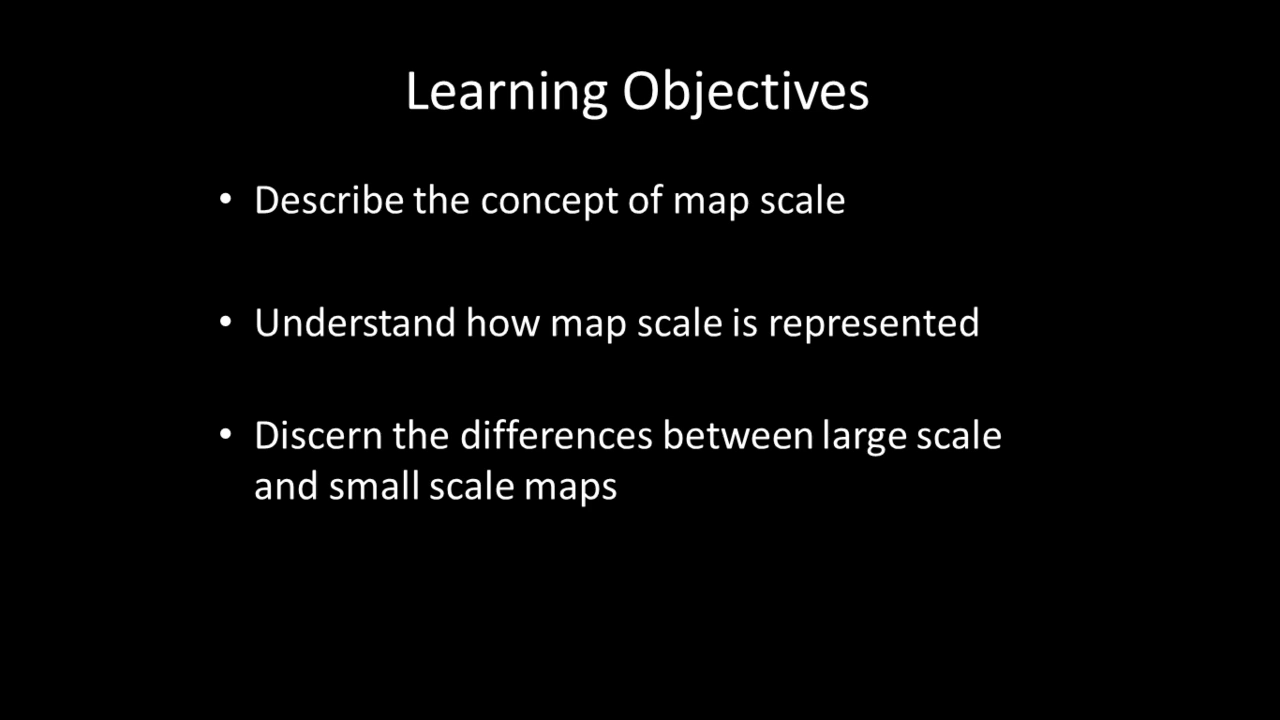 Learning Objectives
• Describe the concept of map scale
• Understand how map scale is represented
• Discern the differences between large scale
and small scale maps